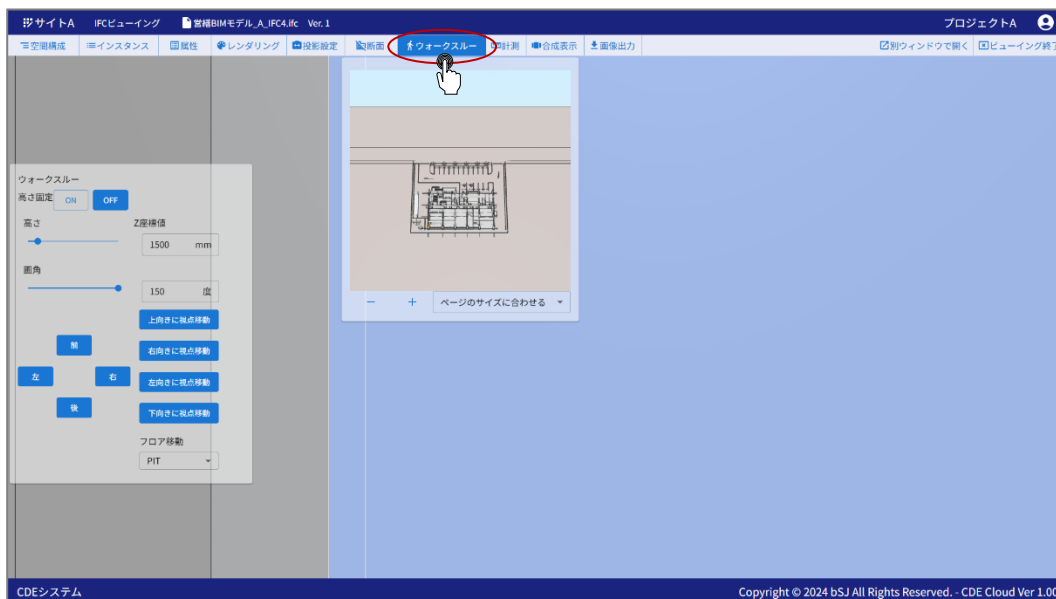 サイトA IFCビューイング 営繕BIMモデル_A_IFC4.ifc Ver. 1 プロジェクトA
空間構成 インスタンス 属性 レンダリング 投影設定 断面 ウォークスルー 計測 合成表示 画像出力 別ウィンドウで開く ビューイング終了
ウォークスルー
高さ固定 ON OFF
高さ Z座標値
1500 mm
画角
150 度
上向きに視点移動
前 右向きに視点移動
左 右 左向きに視点移動
後 下向きに視点移動
フロア移動
PIT
ページのサイズに合わせる
CDEシステム Copyright © 2024 bSJ All Rights Reserved. - CDE Cloud Ver 1.00